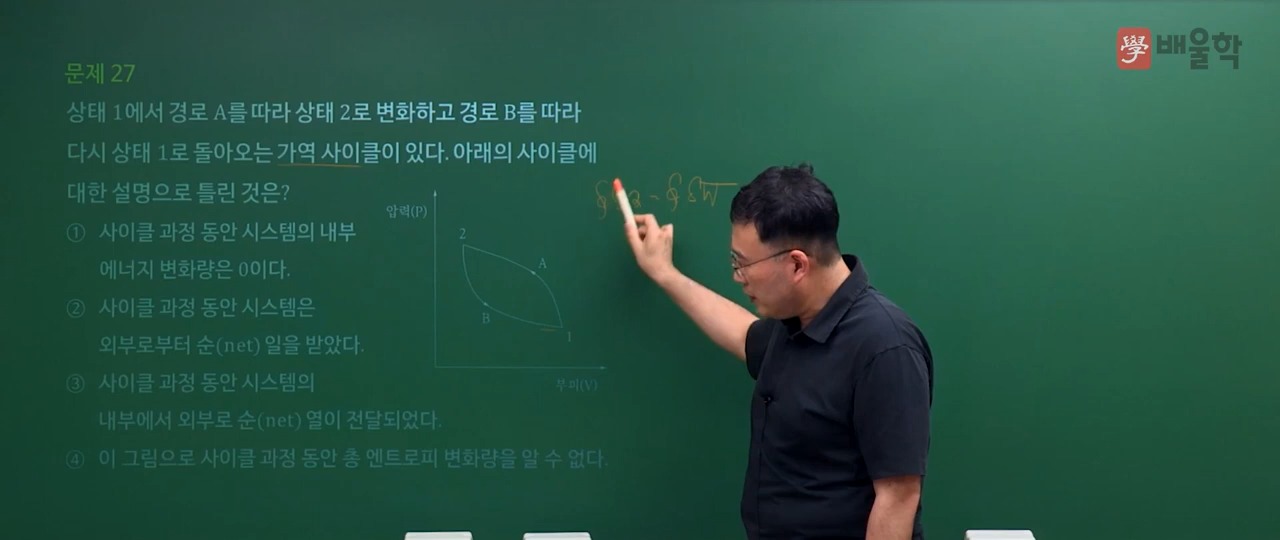 學 배울학
문제 27
상태 1에서 경로 A를 따라 상태 2로 변화하고 경로 B를 따라
다시 상태 1로 돌아오는 가역 사이클이 있다. 아래의 사이클에
대한 설명으로 틀린 것은?
① 사이클 과정 동안 시스템의 내부
에너지 변화량은 0이다.
② 사이클 과정 동안 시스템은
외부로부터 순(net) 일을 받았다.
③ 사이클 과정 동안 시스템의
내부에서 외부로 순(net) 열이 전달되었다.
④ 이 그림으로 사이클 과정 동안 총 엔트로피 변화량을 알 수 없다.
압력(P)
2
A
B
1
부피(V)